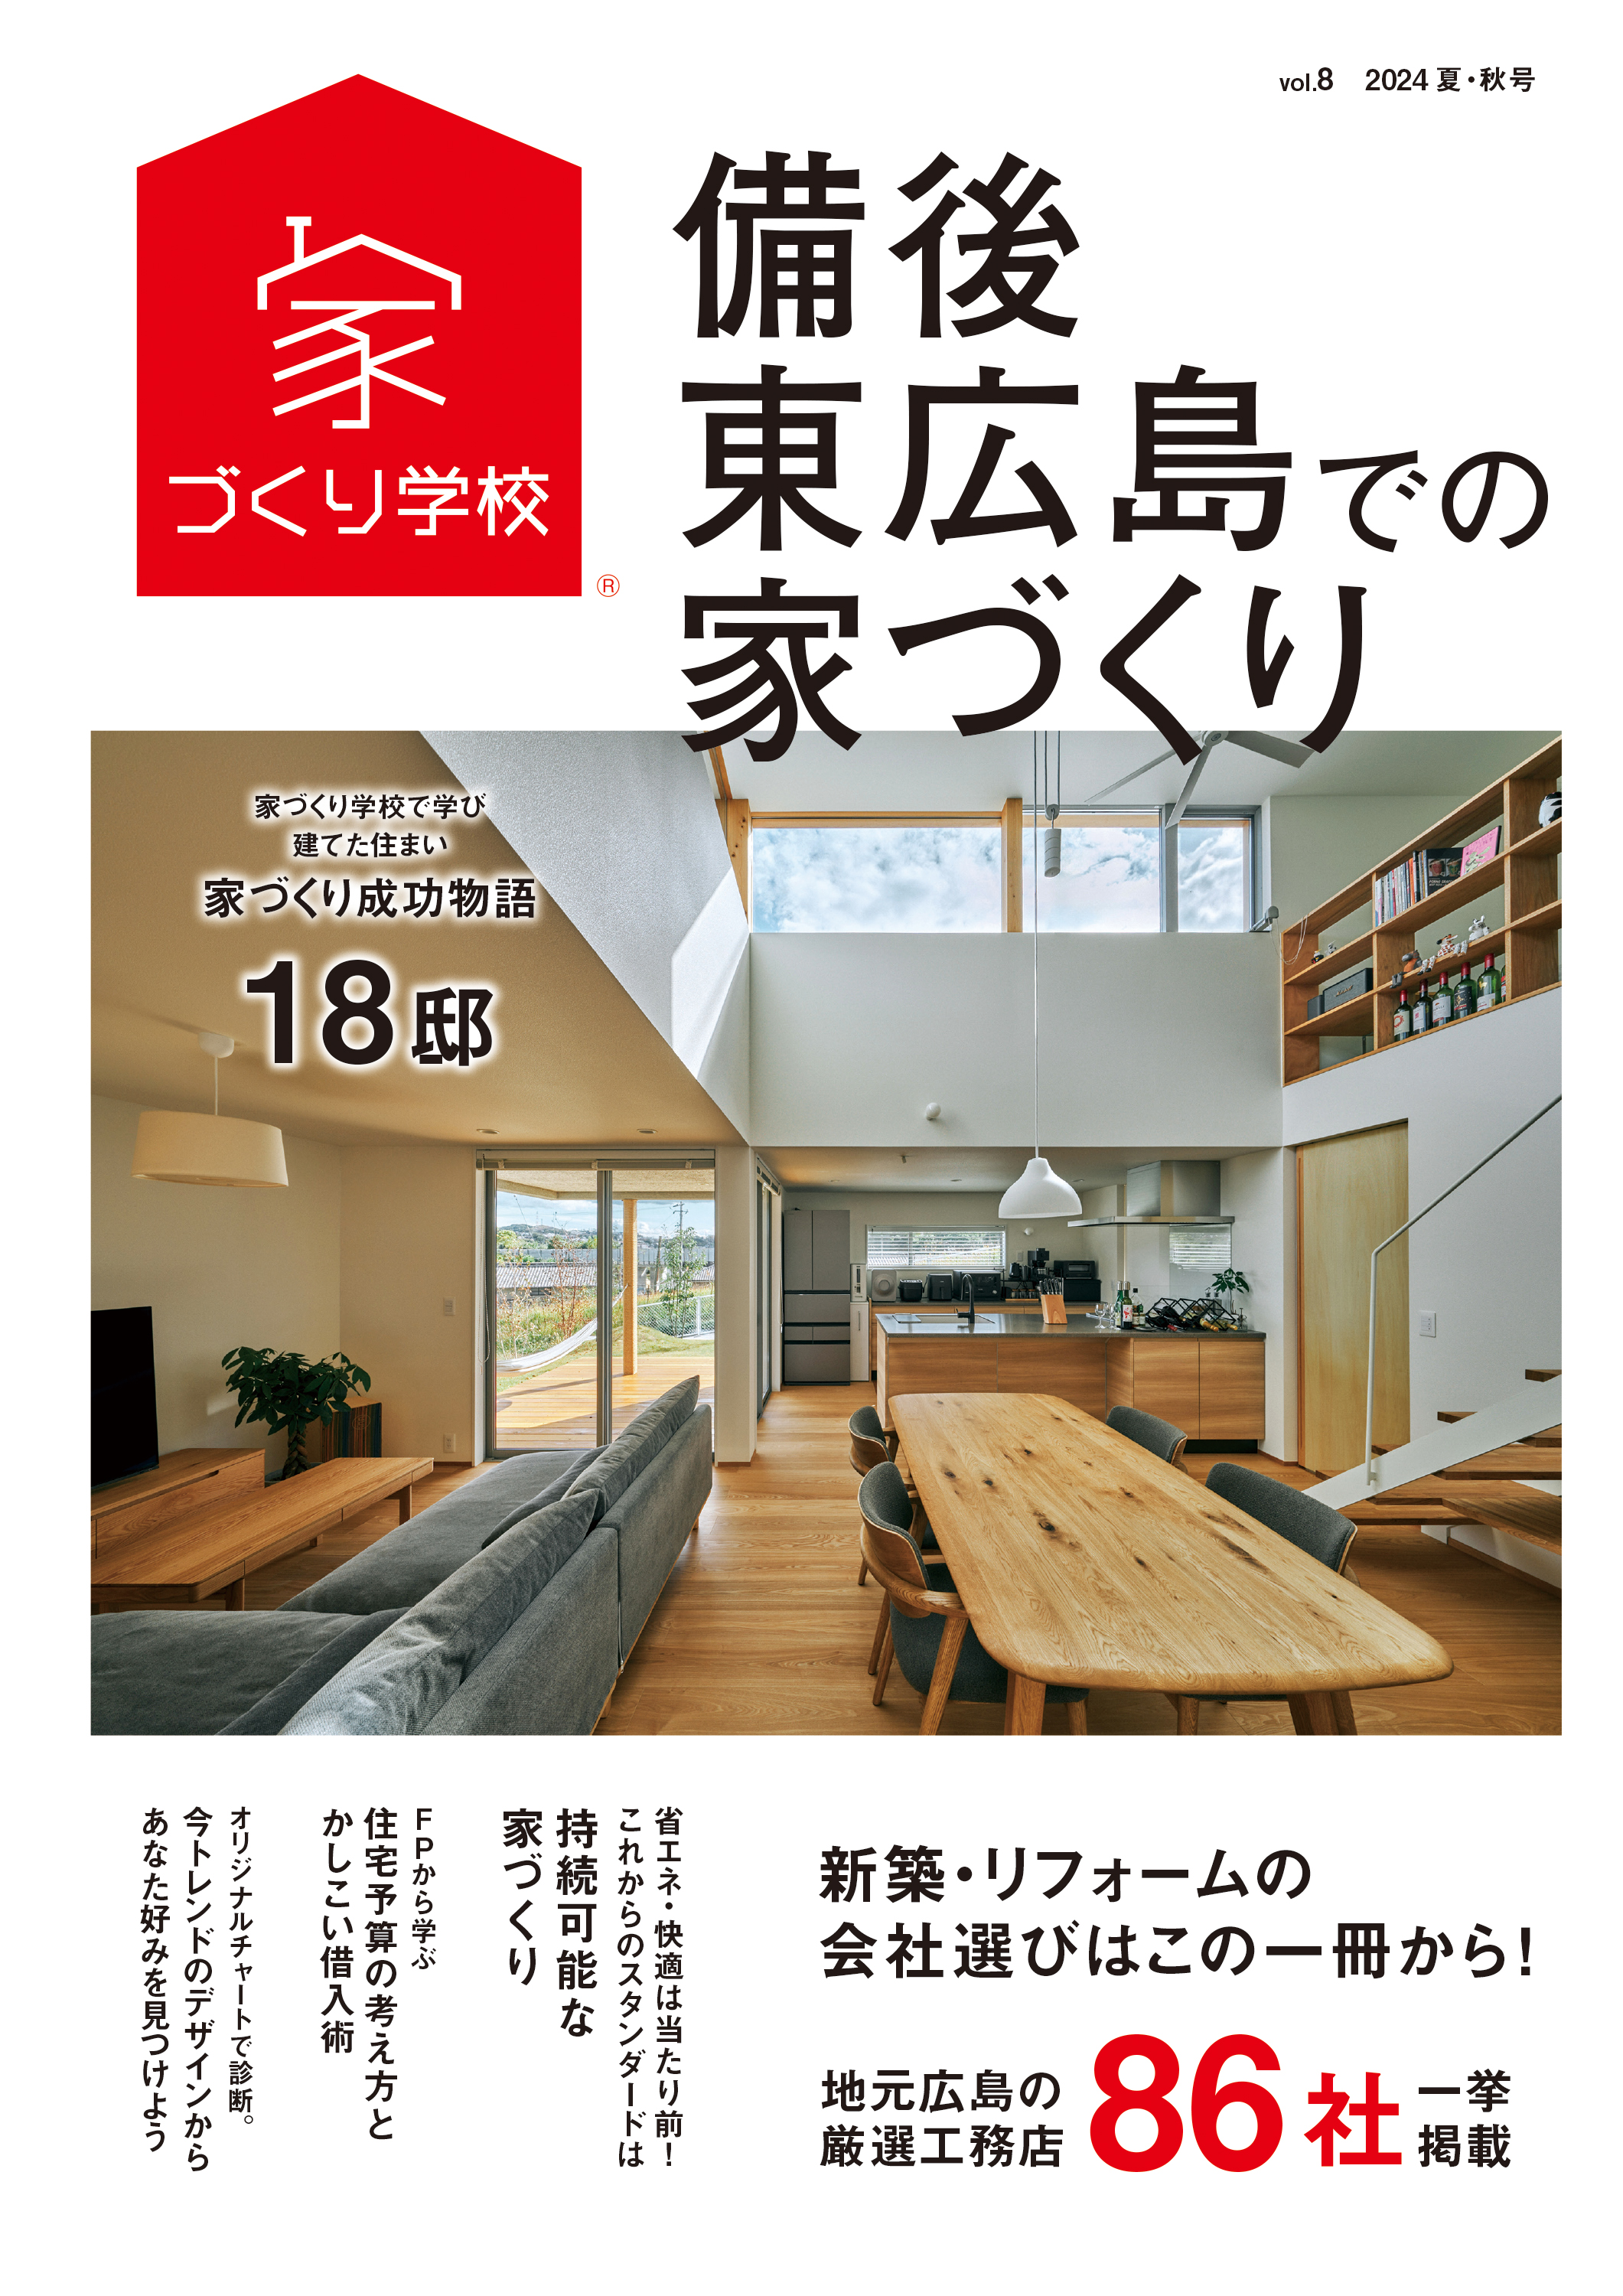 vol.8 2024 夏・秋号
家
づくり学校
®
備後
東広島での
家づくり
家づくり学校で学び
建てた住まい
家づくり成功物語
18邸
省エネ・快適は当たり前！
これからのスタンダードは
持続可能な
家づくり
FPから学ぶ
住宅予算の考え方と
かしこい借入術
オリジナルチャートで診断。
今トレンドのデザインから
あなた好みを見つけよう
新築・リフォームの
会社選びはこの一冊から！
地元広島の
厳選工務店
86社
一挙
掲載